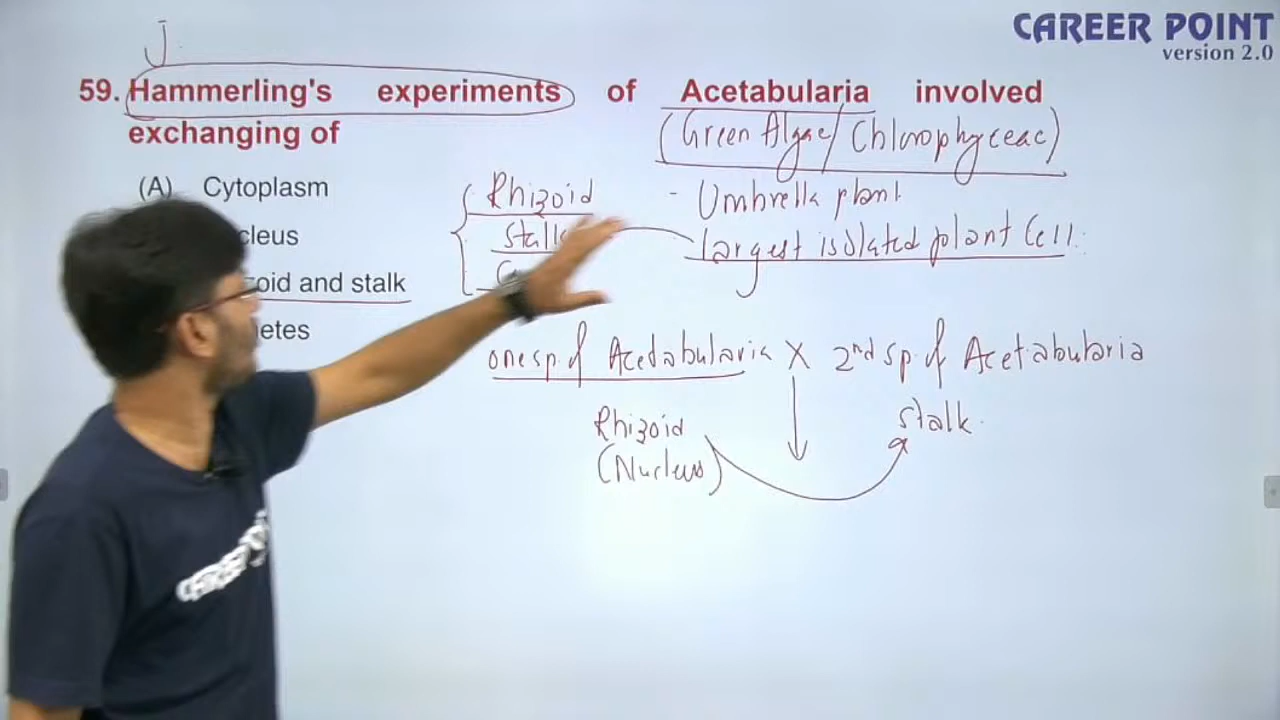 CAREER POINT
version 2.0
J.
59. Hammerling's experiments of Acetabularia involved
exchanging of
(Green Algae/Chlorophyceae)
(A) Cytoplasm
Rhizoid
- Umbrella plant
cleus
Stalk
largest isolated plant Cell.
oid and stalk
etes
one sp. of Acedabularia X 2nd sp. of Acetabularia
Rhizoid
stalk.
(Nucleus)